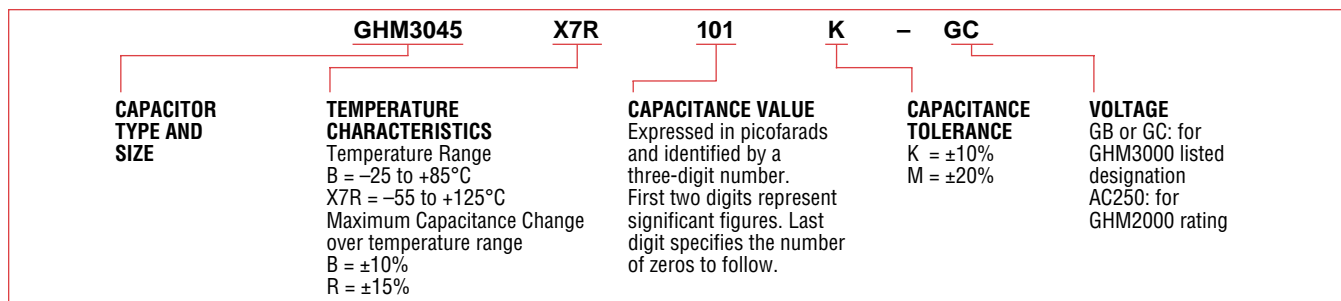 GHM3045 X7R 101 K – GC
CAPACITOR
TYPE AND
SIZE
TEMPERATURE
CHARACTERISTICS
Temperature Range
B = –25 to +85°C
X7R = –55 to +125°C
Maximum Capacitance Change
over temperature range
B = ±10%
R = ±15%
CAPACITANCE VALUE
Expressed in picofarads
and identified by a
three-digit number.
First two digits represent
significant figures. Last
digit specifies the number
of zeros to follow.
CAPACITANCE
TOLERANCE
K = ±10%
M = ±20%
VOLTAGE
GB or GC: for
GHM3000 listed
designation
AC250: for
GHM2000 rating